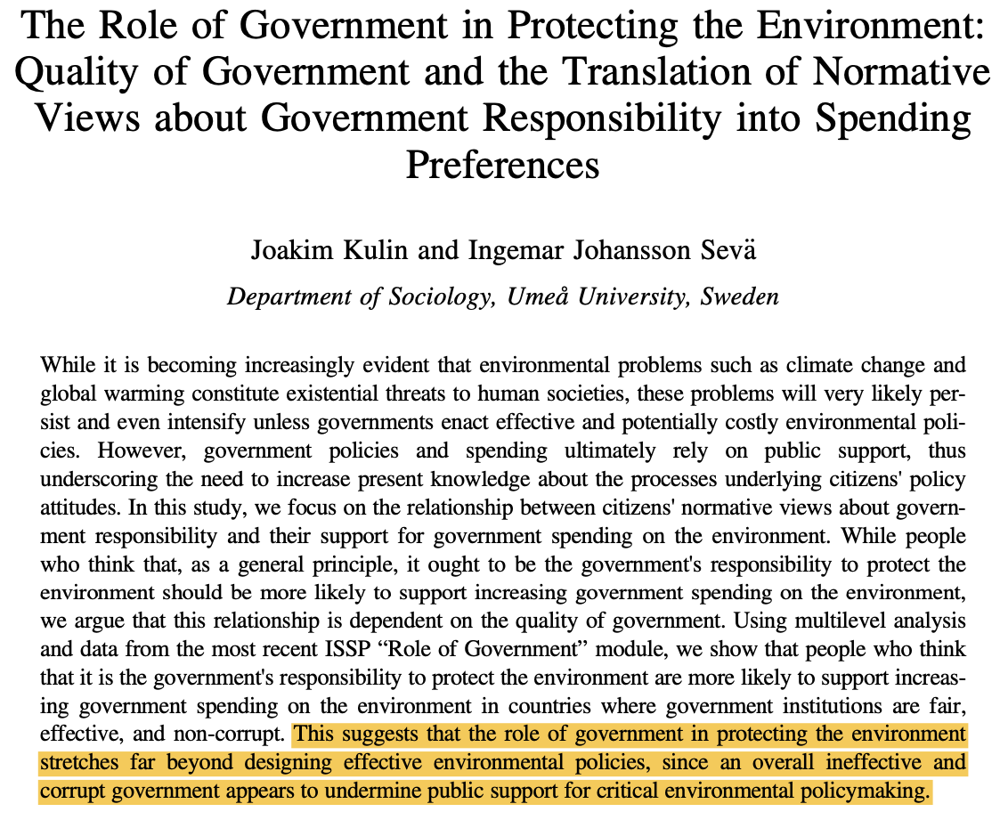 The Role of Government in Protecting the Environment:
Quality of Government and the Translation of Normative
Views about Government Responsibility into Spending
Preferences
Joakim Kulin and Ingemar Johansson Sevä
Department of Sociology, Umeå University, Sweden
While it is becoming increasingly evident that environmental problems such as climate change and
global warming constitute existential threats to human societies, these problems will very likely per-
sist and even intensify unless governments enact effective and potentially costly environmental poli-
cies. However, government policies and spending ultimately rely on public support, thus
underscoring the need to increase present knowledge about the processes underlying citizens' policy
attitudes. In this study, we focus on the relationship between citizens' normative views about govern-
ment responsibility and their support for government spending on the environment. While people
who think that, as a general principle, it ought to be the government's responsibility to protect the
environment should be more likely to support increasing government spending on the environment,
we argue that this relationship is dependent on the quality of government. Using multilevel analysis
and data from the most recent ISSP “Role of Government” module, we show that people who think
that it is the government's responsibility to protect the environment are more likely to support increas-
ing government spending on the environment in countries where government institutions are fair,
effective, and non-corrupt. This suggests that the role of government in protecting the environment
stretches far beyond designing effective environmental policies, since an overall ineffective and
corrupt government appears to undermine public support for critical environmental policymaking.